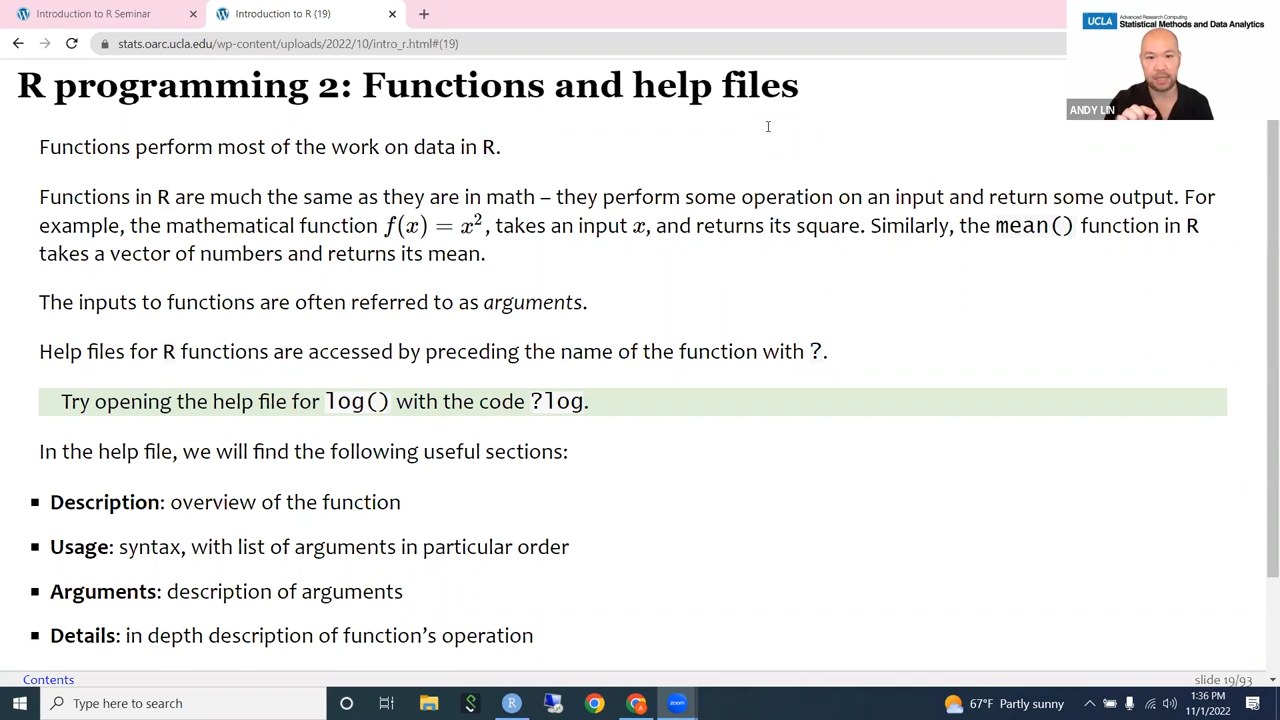 Introduction to R Seminar
Introduction to R (19)
stats.oarc.ucla.edu/wp-content/uploads/2022/10/intro_r.html#(19)
UCLA Advanced Research Computing
Statistical Methods and Data Analytics
ANDY LIN
R programming 2: Functions and help files
Functions perform most of the work on data in R.
Functions in R are much the same as they are in math – they perform some operation on an input and return some output. For
example, the mathematical function f(x) = x², takes an input x, and returns its square. Similarly, the mean() function in R
takes a vector of numbers and returns its mean.
The inputs to functions are often referred to as arguments.
Help files for R functions are accessed by preceding the name of the function with ?.
Try opening the help file for log() with the code ?log.
In the help file, we will find the following useful sections:
Description: overview of the function
Usage: syntax, with list of arguments in particular order
Arguments: description of arguments
Details: in depth description of function’s operation
Contents
slide 19/93
Type here to search
zoom
67°F Partly sunny
1:36 PM
11/1/2022